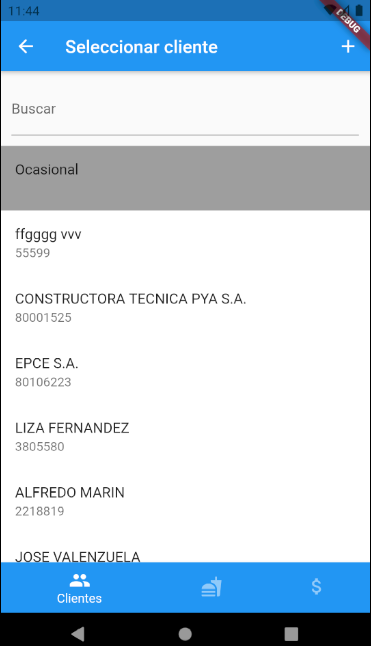 11:44
DEBUG
Seleccionar cliente
Buscar
Ocasional
ffgggg vvv
55599
CONSTRUCTORA TECNICA PYA S.A.
80001525
EPCE S.A.
80106223
LIZA FERNANDEZ
3805580
ALFREDO MARIN
2218819
JOSE VALENZUELA
Clientes